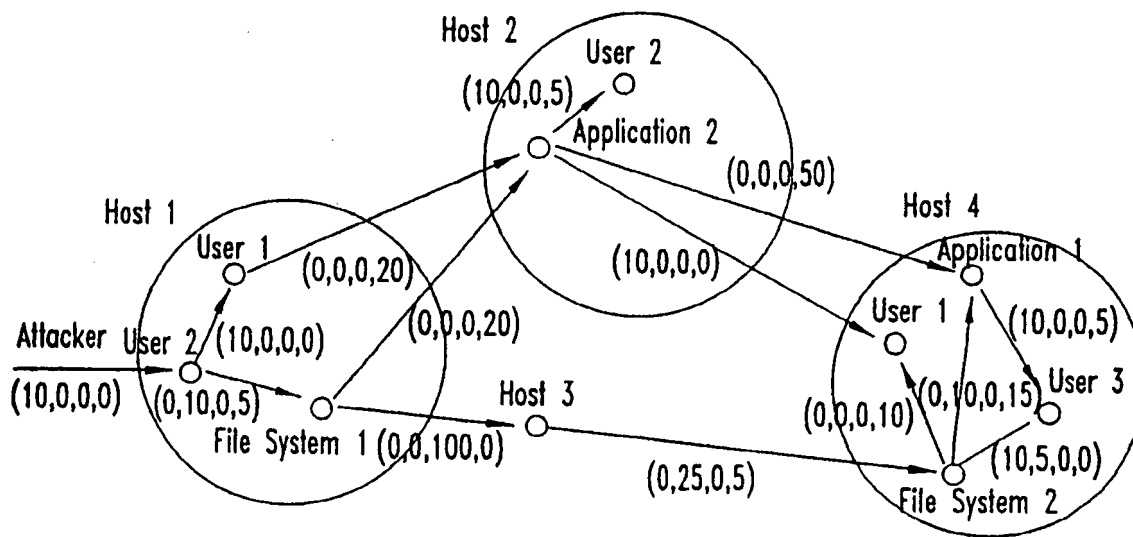 Host 2
User 2
(10,0,0,5)
Application 2
(0,0,0,50)
Host 1
Host 4
User 1
Application 1
(0,0,0,20)
(10,0,0,0)
(0,0,0,20)
User 1
(10,0,0,5)
Attacker
User 2
(10,0,0,0)
(10,0,0,0)
(0,10,0,5)
Host 3
(0,0,0,10)
(0,10,0,15)
User 3
File System 1
(0,0,100,0)
(0,25,0,5)
(10,5,0,0)
File System 2